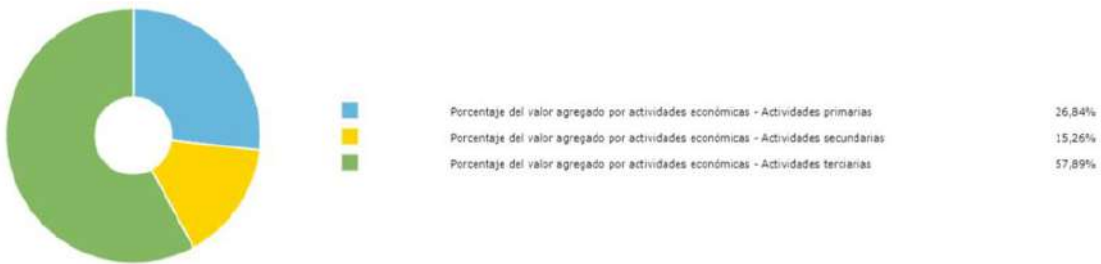 Porcentaje del valor agregado por actividades económicas - Actividades primarias 26,84%
Porcentaje del valor agregado por actividades económicas - Actividades secundarias 15,26%
Porcentaje del valor agregado por actividades económicas - Actividades terciarias 57,89%